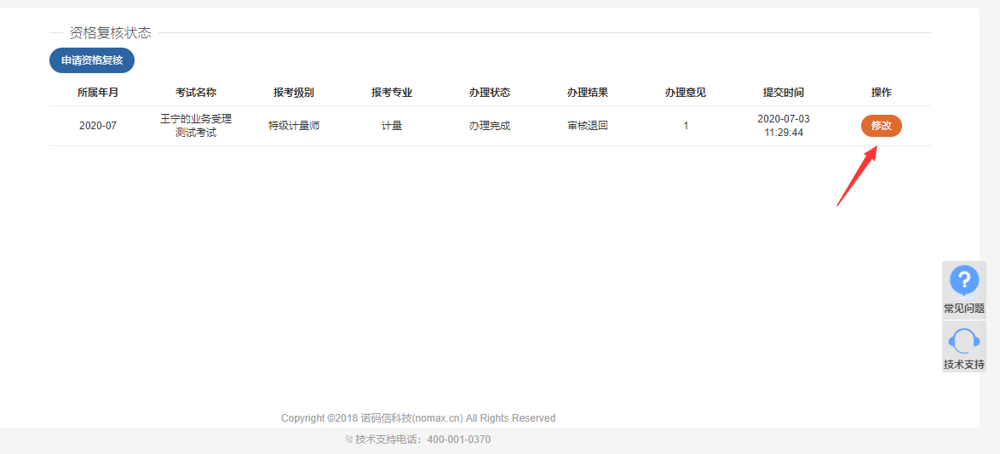 资格复核状态
申请资格复核
所属年月 考试名称 报考级别 报考专业 办理状态 办理结果 办理意见 提交时间 操作
2020-07 王宁的业务受理 特级计量师 计量 办理完成 审核退回 1 2020-07-03 修改
测试考试 11:29:44
?
常见问题
技术支持
Copyright ©2018 诺码信科技(nomax.cn) All Rights Reserved
技术支持电话：400-001-0370